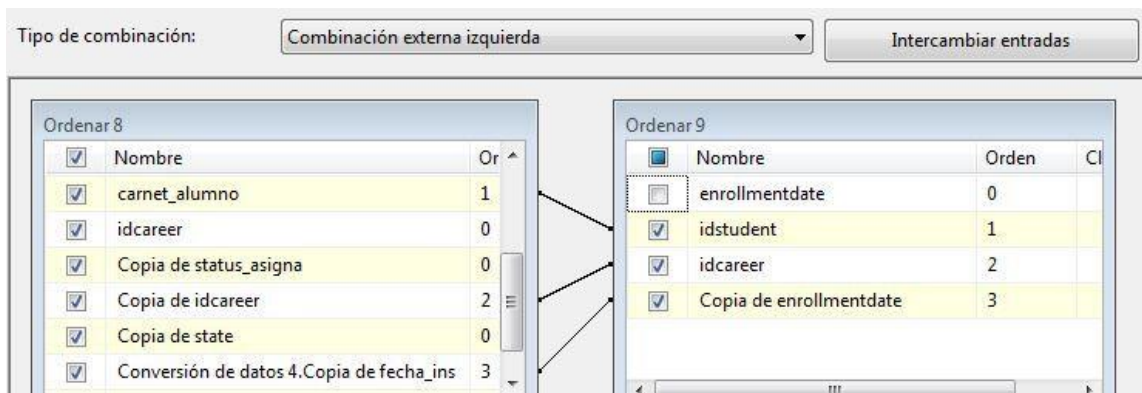 Tipo de combinación: Combinación externa izquierda Intercambiar entradas
Ordenar 8 Ordenar 9
Nombre Or Nombre Orden Cl
carnet_alumno 1 enrollmentdate 0
idcareer 0 idstudent 1
Copia de status_asigna 0 idcareer 2
Copia de idcareer 2 Copia de enrollmentdate 3
Copia de state 0
Conversión de datos 4.Copia de fecha_ins 3